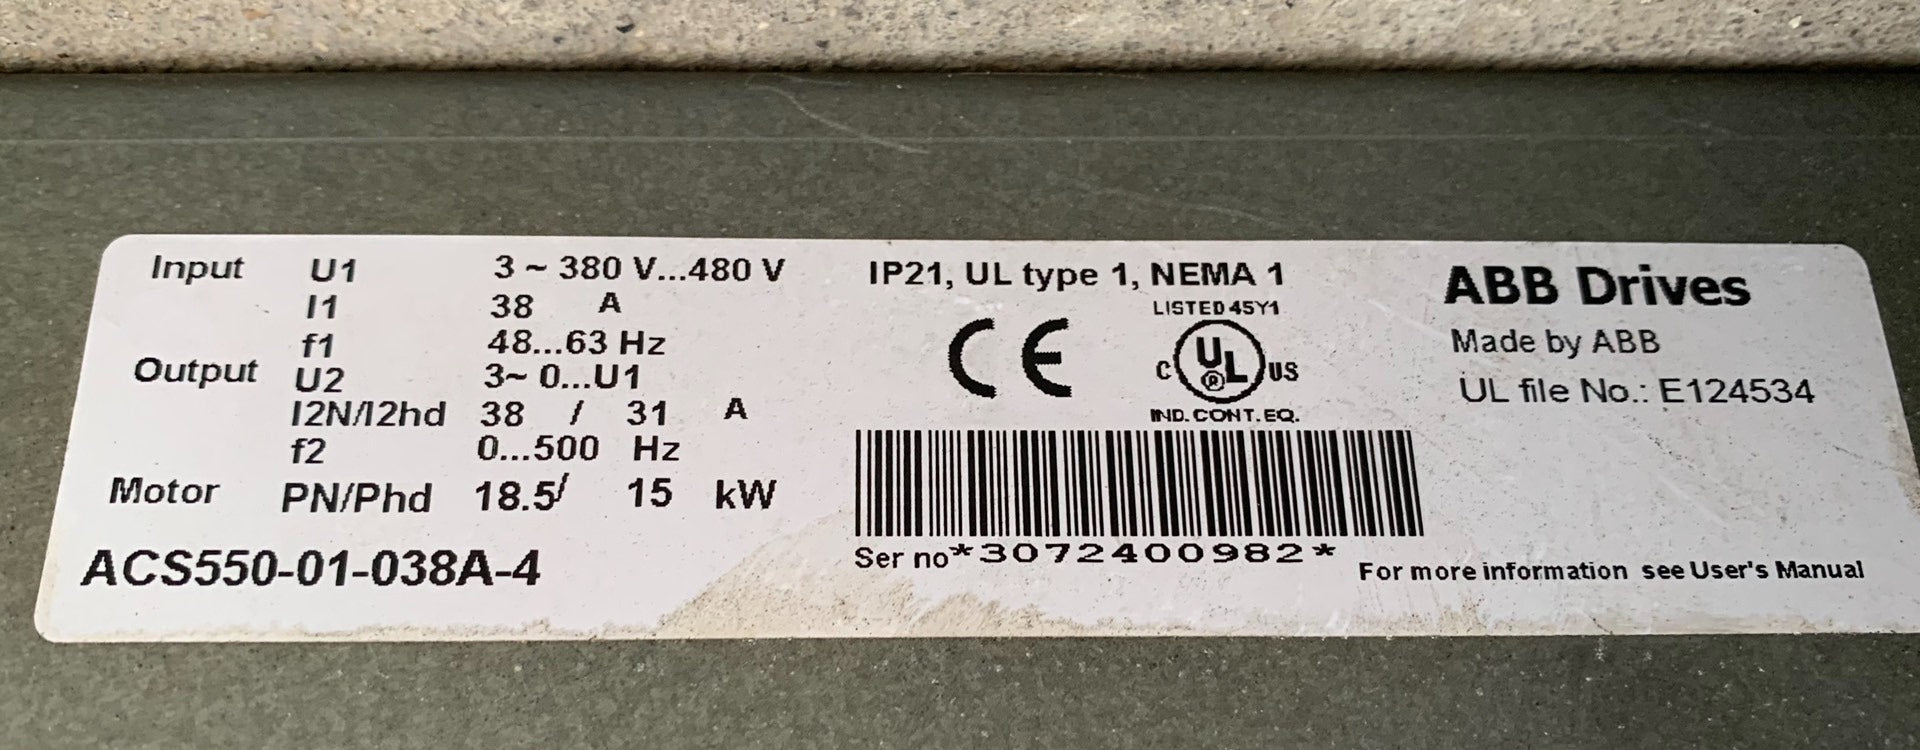 Input U1 3 ~ 380 V...480 V
I1 38 A
f1 48...63 Hz
Output U2 3~ 0...U1
I2N/I2hd 38 / 31 A
f2 0...500 Hz
Motor PN/Phd 18.5/ 15 kW
ACS550-01-038A-4
IP21, UL type 1, NEMA 1
LISTED 45Y1
CE
C UL ® US
IND. CONT. EQ.
Ser no*3072400982*
ABB Drives
Made by ABB
UL file No.: E124534
For more information see User's Manual